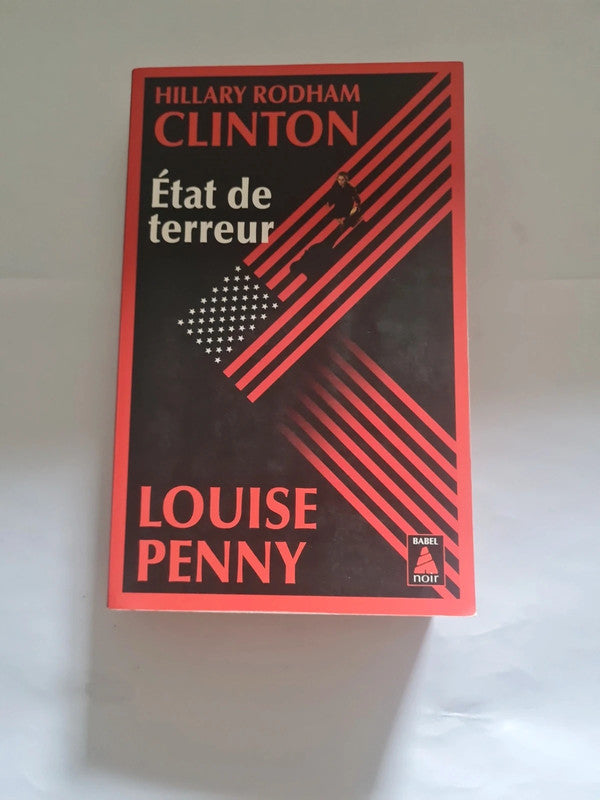 HILLARY RODHAM
CLINTON
État de
terreur
LOUISE
PENNY
BABEL
noir